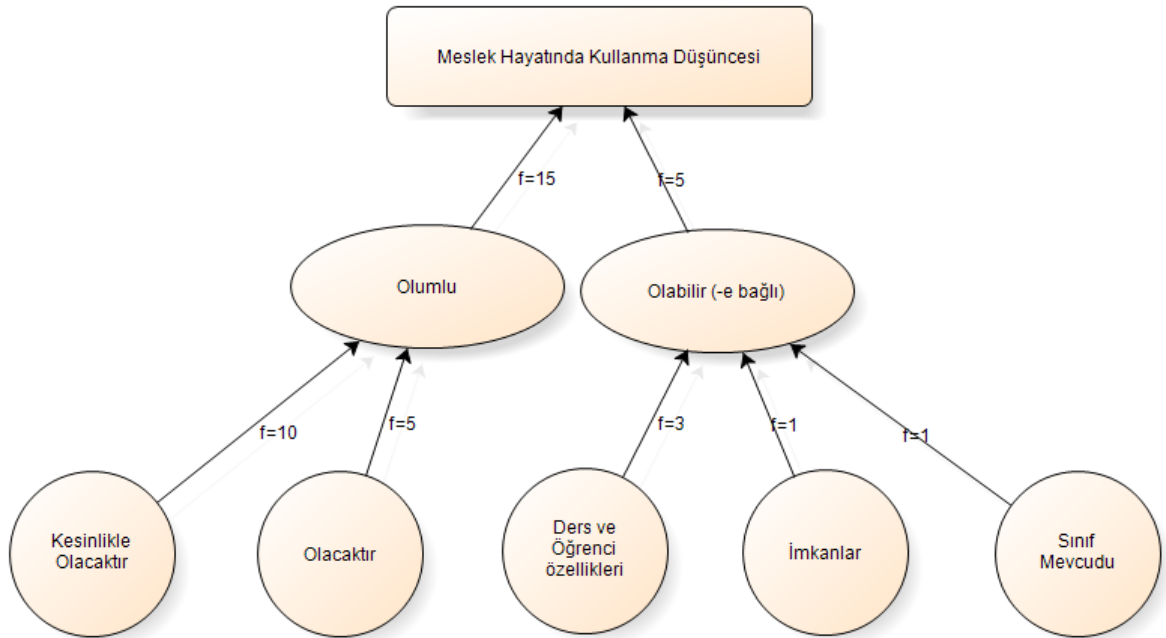 Meslek Hayatında Kullanma Düşüncesi
f=15
f=5
Olumlu
Olabilir (-e bağlı)
f=10
f=5
f=3
f=1
f=1
Kesinlikle
Olacaktır
Olacaktır
Ders ve
Öğrenci
özellikleri
İmkanlar
Sınıf
Mevcudu